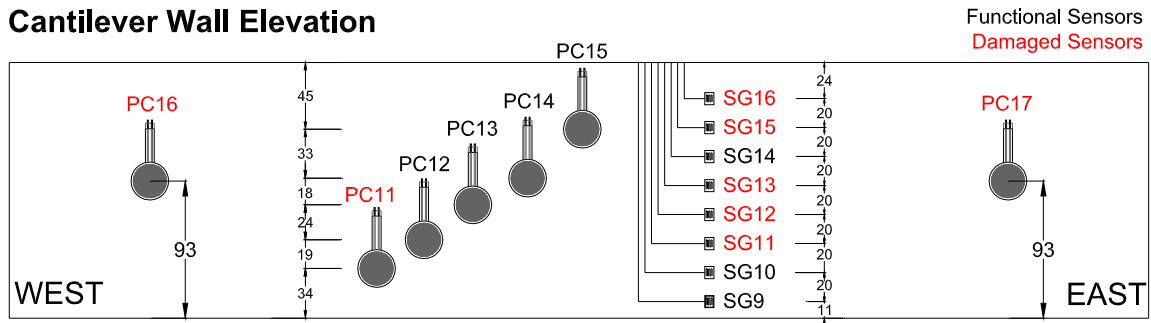 Cantilever Wall Elevation
Functional Sensors
Damaged Sensors
PC15
PC14
PC13
PC12
PC11
PC16
PC17
45
33
18
24
19
34
93
SG16
SG15
SG14
SG13
SG12
SG11
SG10
SG9
24
20
20
20
20
20
20
20
11
93
WEST
EAST